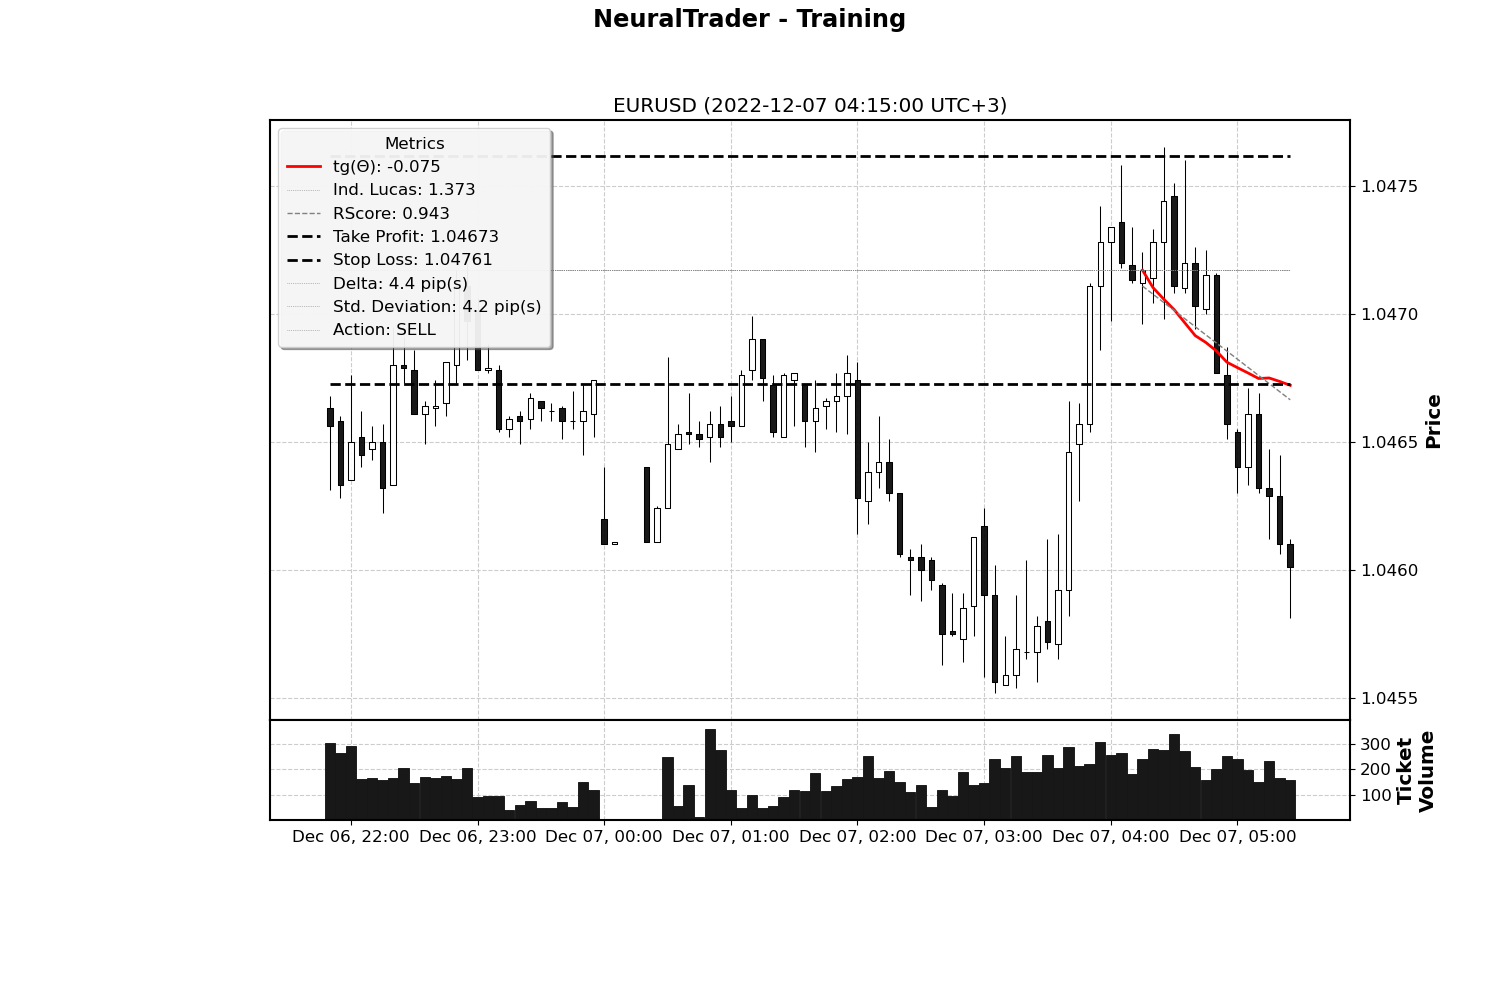 NeuralTrader - Training
EURUSD (2022-12-07 04:15:00 UTC+3)
Metrics
tg(Θ): -0.075
Ind. Lucas: 1.373
RScore: 0.943
Take Profit: 1.04673
Stop Loss: 1.04761
Delta: 4.4 pip(s)
Std. Deviation: 4.2 pip(s)
Action: SELL
1.0475
1.0470
1.0465
1.0460
1.0455
Price
300
200
100
Ticket
Volume
Dec 06, 22:00 Dec 06, 23:00 Dec 07, 00:00 Dec 07, 01:00 Dec 07, 02:00 Dec 07, 03:00 Dec 07, 04:00 Dec 07, 05:00